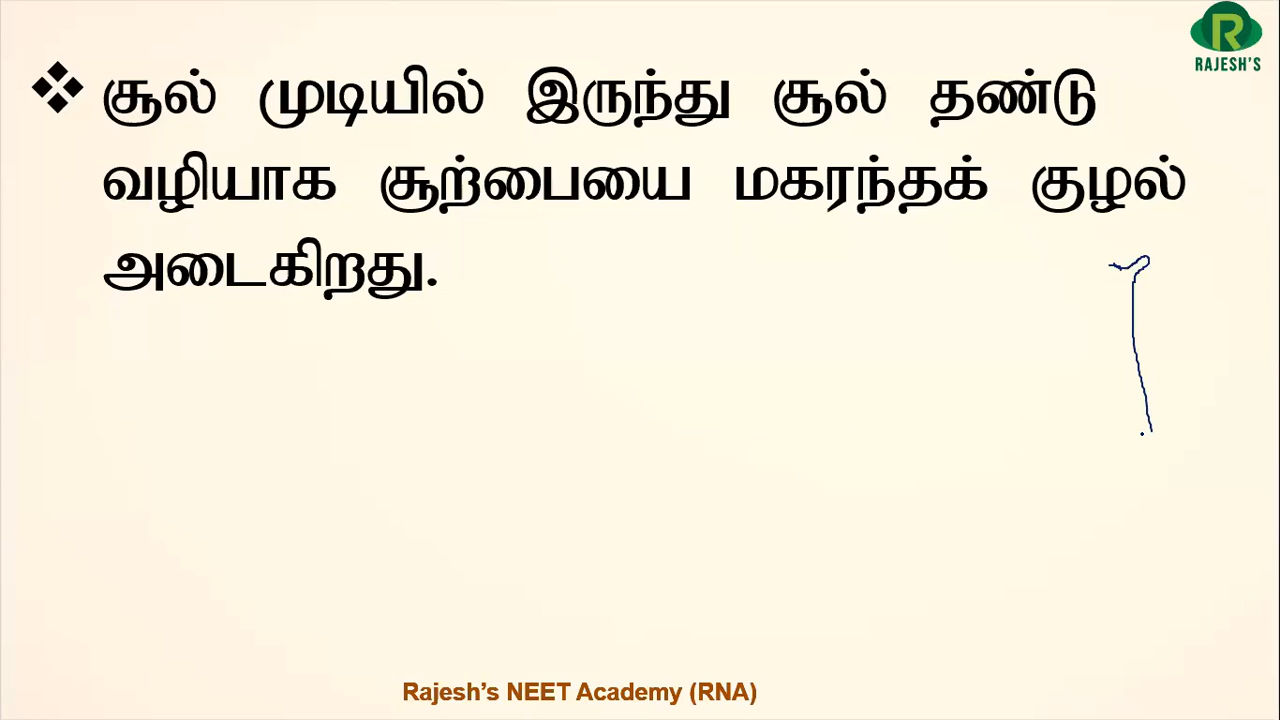 RAJESH'S
❖ சூல் முடியில் இருந்து சூல் தண்டு
வழியாக சூற்பையை மகரந்தக் குழல்
அடைகிறது.
Rajesh's NEET Academy (RNA)